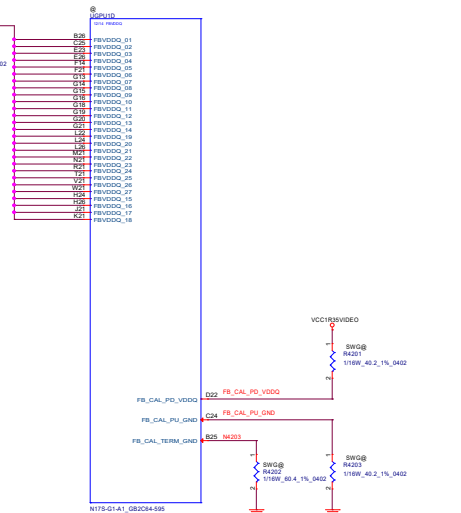 @
UGPU1D
02
B26 FBVDDQ_01
C25 FBVDDQ_02
E23 FBVDDQ_03
E26 FBVDDQ_04
F14 FBVDDQ_05
F21 FBVDDQ_06
G13 FBVDDQ_07
G14 FBVDDQ_08
G15 FBVDDQ_09
G16 FBVDDQ_10
G18 FBVDDQ_11
G19 FBVDDQ_12
G20 FBVDDQ_13
G21 FBVDDQ_14
L22 FBVDDQ_19
L24 FBVDDQ_20
L26 FBVDDQ_21
M21 FBVDDQ_22
N21 FBVDDQ_23
R21 FBVDDQ_24
T21 FBVDDQ_25
V21 FBVDDQ_26
W21 FBVDDQ_27
H24 FBVDDQ_15
H26 FBVDDQ_16
J21 FBVDDQ_17
K21 FBVDDQ_18
VCC1R35VIDEO
1
SWG@
R4201
1/16W_40.2_1%_0402
2
FB_CAL_PD_VDDQ D22 FB_CAL_PD_VDDQ
FB_CAL_PU_GND C24 FB_CAL_PU_GND
FB_CAL_TERM_GND B25 N4203
1
SWG@
R4202
1/16W_60.4_1%_0402
2
1
SWG@
R4203
1/16W_40.2_1%_0402
2
N17S-G1-A1_GB2C64-595